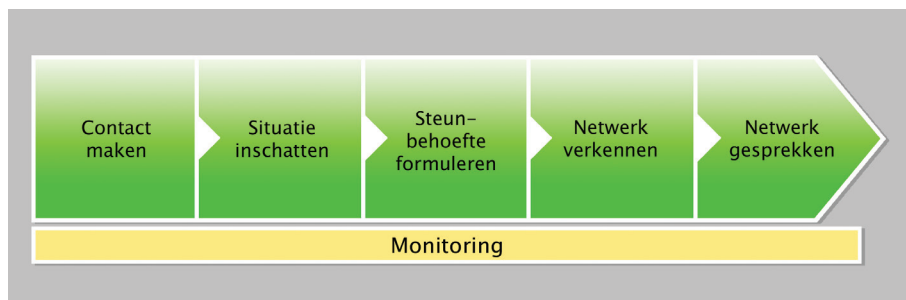 Contact
maken
Situatie
inschatten
Steun-
behoefte
formuleren
Netwerk
verkennen
Netwerk
gesprekken
Monitoring